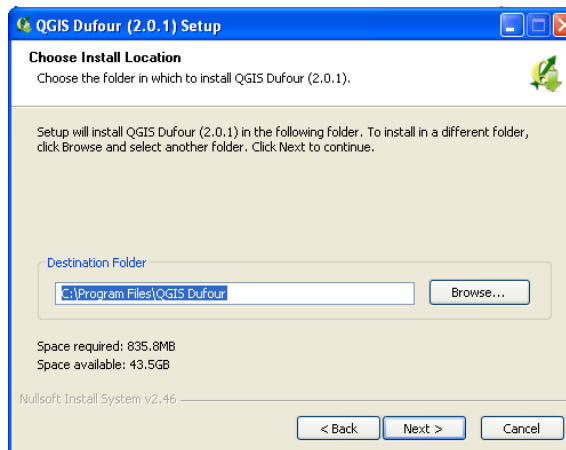 QGIS Dufour (2.0.1) Setup
Choose Install Location
Choose the folder in which to install QGIS Dufour (2.0.1).
Setup will install QGIS Dufour (2.0.1) in the following folder. To install in a different folder,
click Browse and select another folder. Click Next to continue.
Destination Folder
C:\Program Files\QGIS Dufour
Browse...
Space required: 835.8MB
Space available: 43.5GB
Nullsoft Install System v2.46
< Back
Next >
Cancel